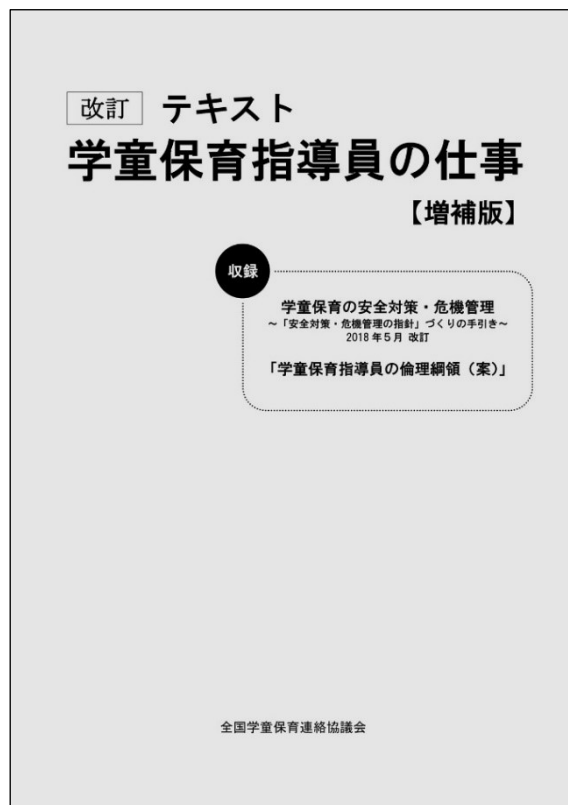 改訂 テキスト
学童保育指導員の仕事
【増補版】
収録
学童保育の安全対策・危機管理
～「安全対策・危機管理の指針」づくりの手引き～
2018年5月 改訂
「学童保育指導員の倫理綱領（案）」
全国学童保育連絡協議会